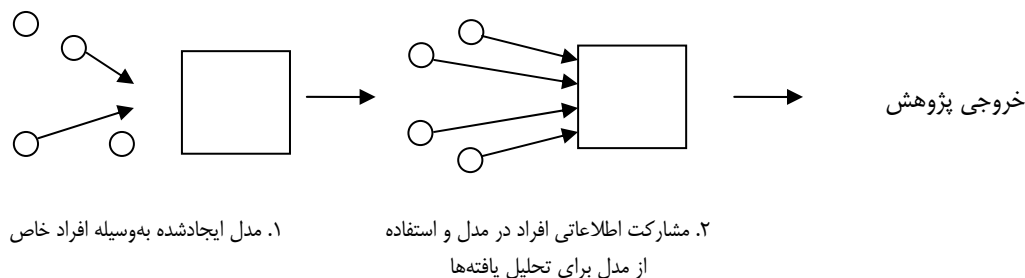 خروجی پژوهش
۱. مدل ایجادشده به‌وسیله افراد خاص
۲. مشارکت اطلاعاتی افراد در مدل و استفاده
از مدل برای تحلیل یافته‌ها